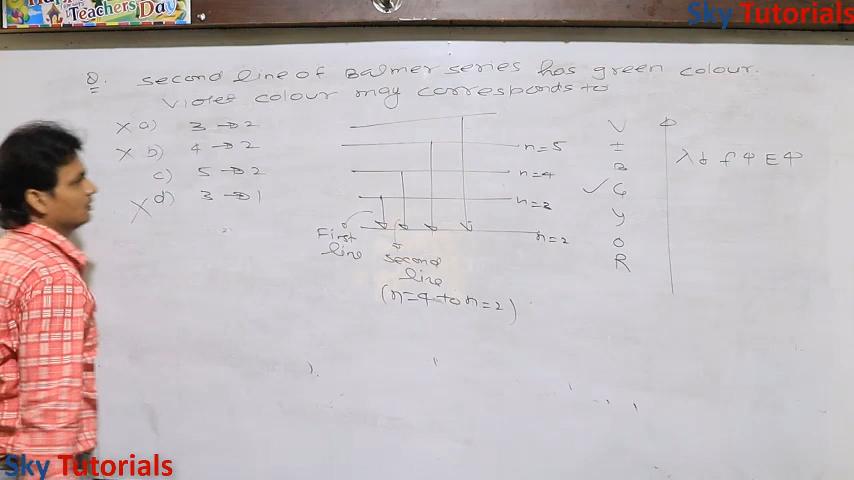 Teachers Day
Sky Tutorials
Q. Second line of Balmer series has green colour.
Violet colour may corresponds to
x a) 3 → 2
x b) 4 → 2
c) 5 → 2
x d) 3 → 1
n=5
n=4
n=3
n=2
First
line
second
line
(n=4 to n=2)
V
I
B
✓ G
Y
O
R
λ↓ f↑ E↑
Sky Tutorials